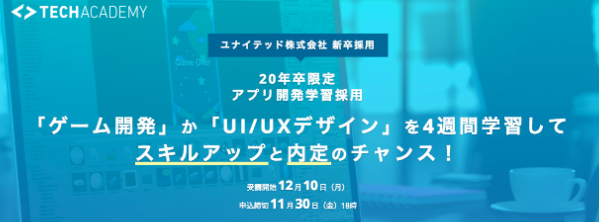 TECHACADEMY
ユナイテッド株式会社 新卒採用
20年卒限定
アプリ開発学習採用
「ゲーム開発」か「UI/UXデザイン」を4週間学習して
スキルアップと内定のチャンス！
受講開始 12月10日（月）
申込締切 11月30日（金）18時